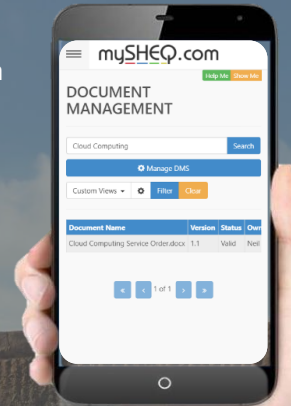 mySHEQ.com
Help Me Show Me
DOCUMENT
MANAGEMENT
Cloud Computing Search
Manage DMS
Custom Views Filter Clear
Document Name Version Status Own
Cloud Computing Service Order.docx 1.1 Valid Neil
« ‹ 1 of 1 › »